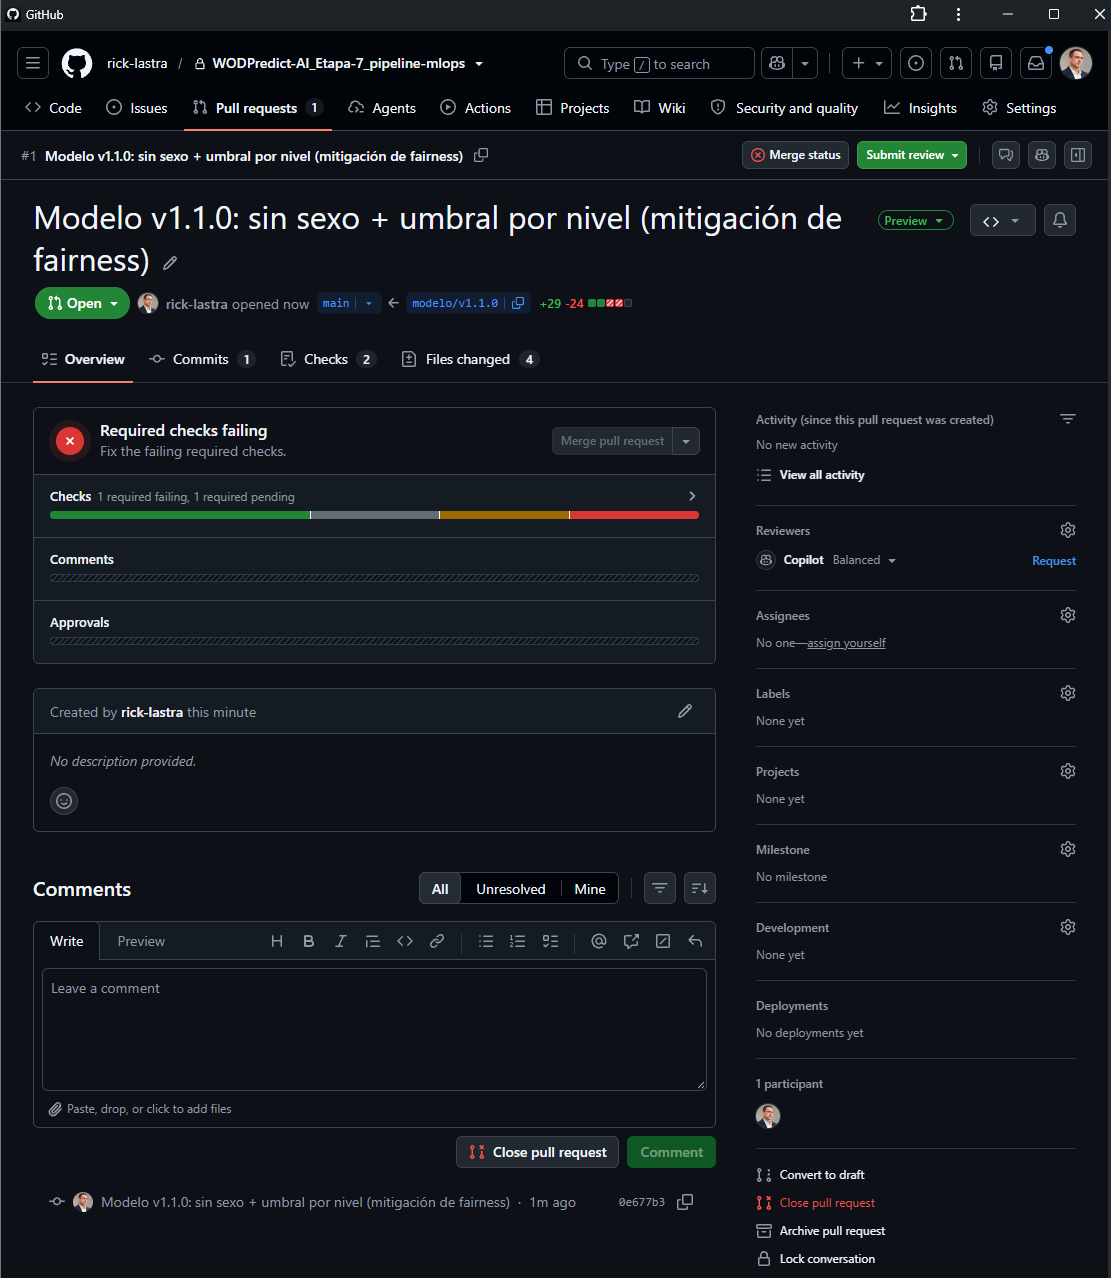 GitHub
rick-lastra / WODPredict-AI_Etapa-7_pipeline-mlops
Type / to search
Code Issues Pull requests 1 Agents Actions Projects Wiki Security and quality Insights Settings
#1 Modelo v1.1.0: sin sexo + umbral por nivel (mitigación de fairness)
Merge status Submit review
Modelo v1.1.0: sin sexo + umbral por nivel (mitigación de
fairness)
Preview
Open rick-lastra opened now main ← modelo/v1.1.0 +29 -24
Overview Commits 1 Checks 2 Files changed 4
Required checks failing
Fix the failing required checks.
Merge pull request
Checks 1 required failing, 1 required pending
Comments
Approvals
Created by rick-lastra this minute
No description provided.
Comments
All Unresolved Mine
Write Preview
Leave a comment
Paste, drop, or click to add files
Close pull request Comment
Modelo v1.1.0: sin sexo + umbral por nivel (mitigación de fairness) · 1m ago 0e677b3
Activity (since this pull request was created)
No new activity
View all activity
Reviewers
Copilot Balanced Request
Assignees
No one—assign yourself
Labels
None yet
Projects
None yet
Milestone
No milestone
Development
None yet
Deployments
No deployments yet
1 participant
Convert to draft
Close pull request
Archive pull request
Lock conversation